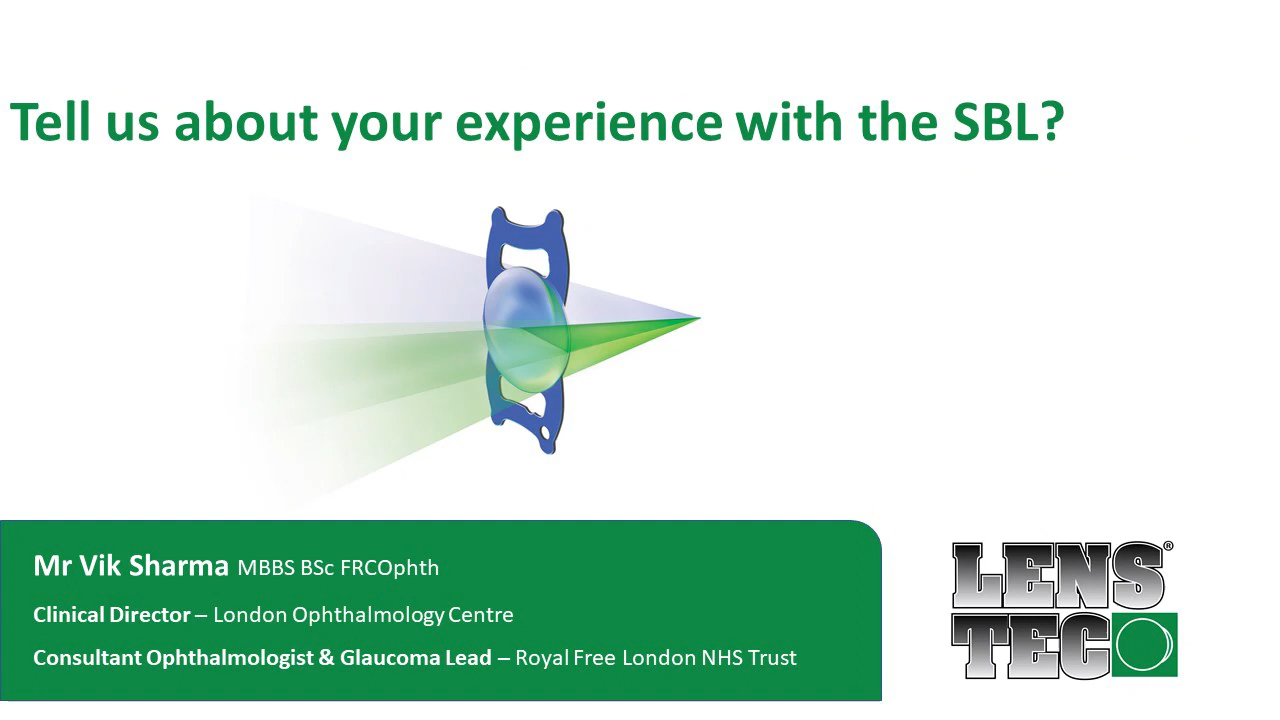 Tell us about your experience with the SBL?
Mr Vik Sharma MBBS BSc FRCOphth
Clinical Director – London Ophthalmology Centre
Consultant Ophthalmologist & Glaucoma Lead – Royal Free London NHS Trust
LENS®
TEC